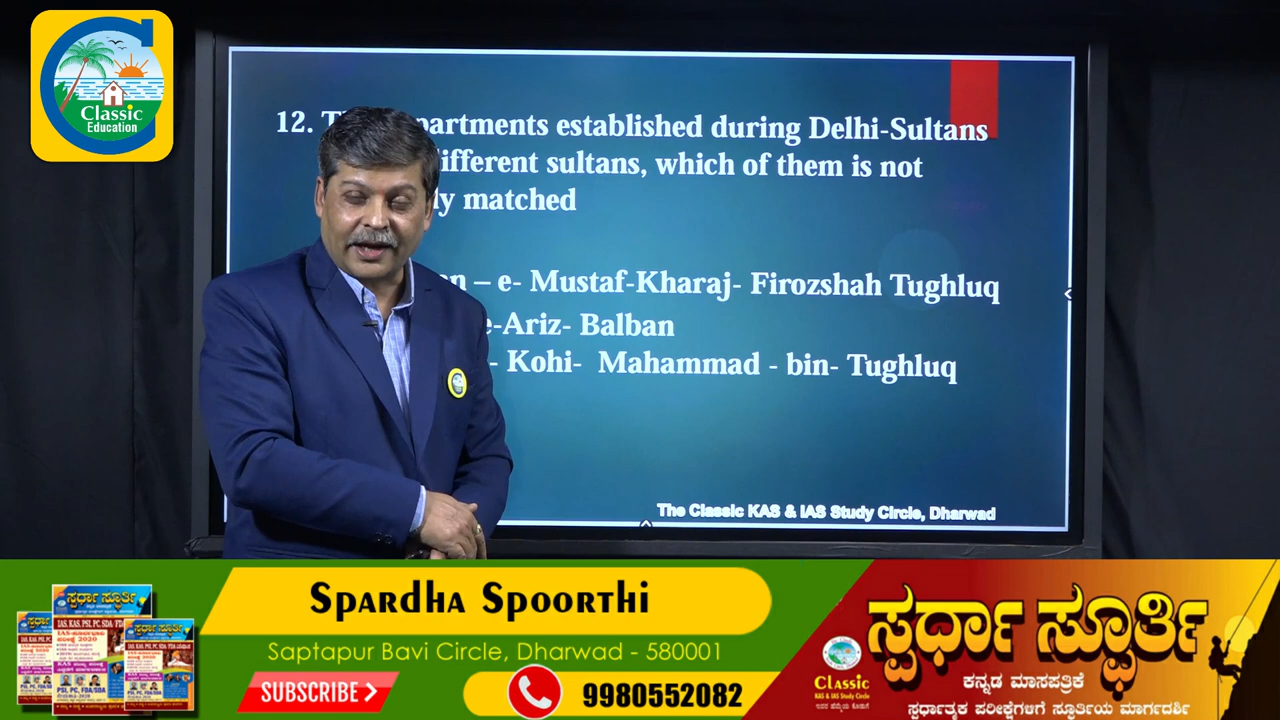 Classic
Education
12. partments established during Delhi-Sultans
ifferent sultans, which of them is not
ly matched
n – e- Mustaf-Kharaj- Firozshah Tughluq
e-Ariz- Balban
- Kohi- Mahammad - bin- Tughluq
The Classic KAS & IAS Study Circle, Dharwad
Spardha Spoorthi
Saptapur Bavi Circle, Dharwad - 580001
SUBSCRIBE
9980552082
ಸ್ಪರ್ಧಾ ಸ್ಫೂರ್ತಿ
Classic
KAS & IAS Study Circle
ಕನ್ನಡ ಮಾಸಪತ್ರಿಕೆ
ಸ್ಪರ್ಧಾತ್ಮಕ ಪರೀಕ್ಷೆಗಳಿಗೆ ಸ್ಫೂರ್ತಿಯ ಮಾರ್ಗದರ್ಶಿ
ಸ್ಪರ್ಧಾ ಸ್ಫೂರ್ತಿ